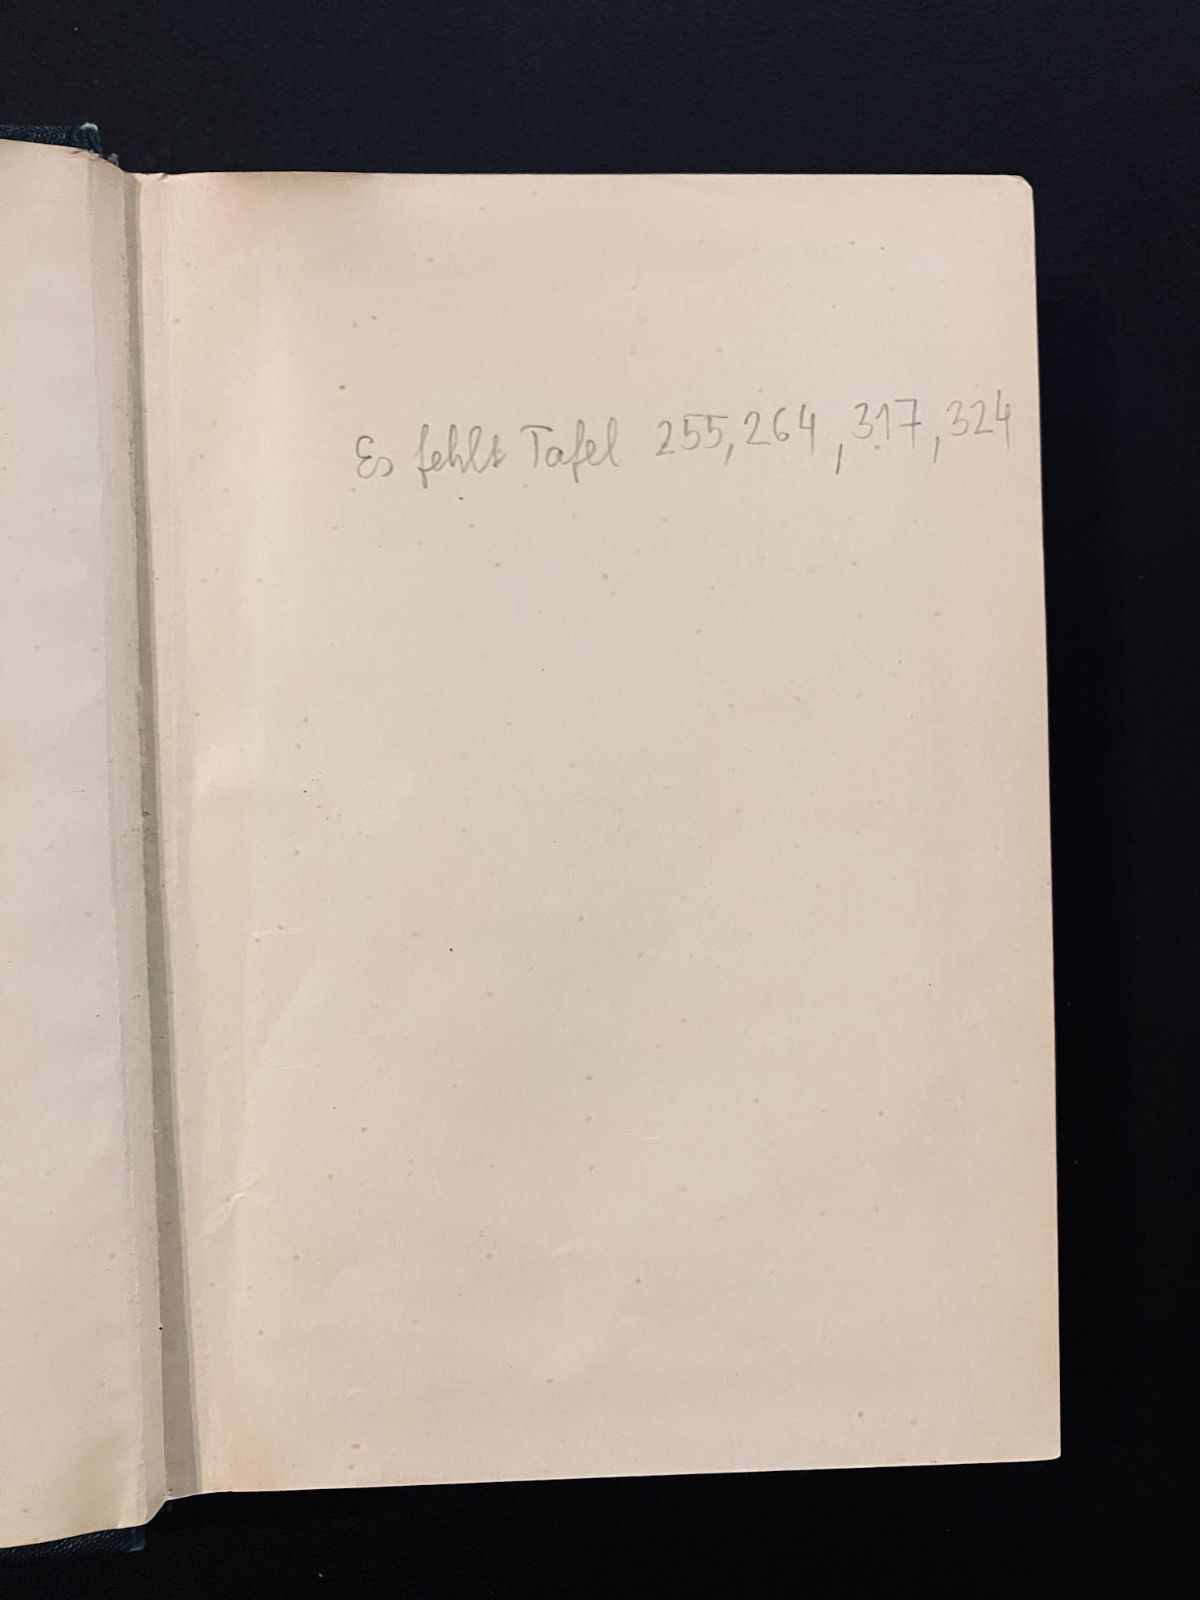 Es fehlt Tafel 255, 264, 317, 324